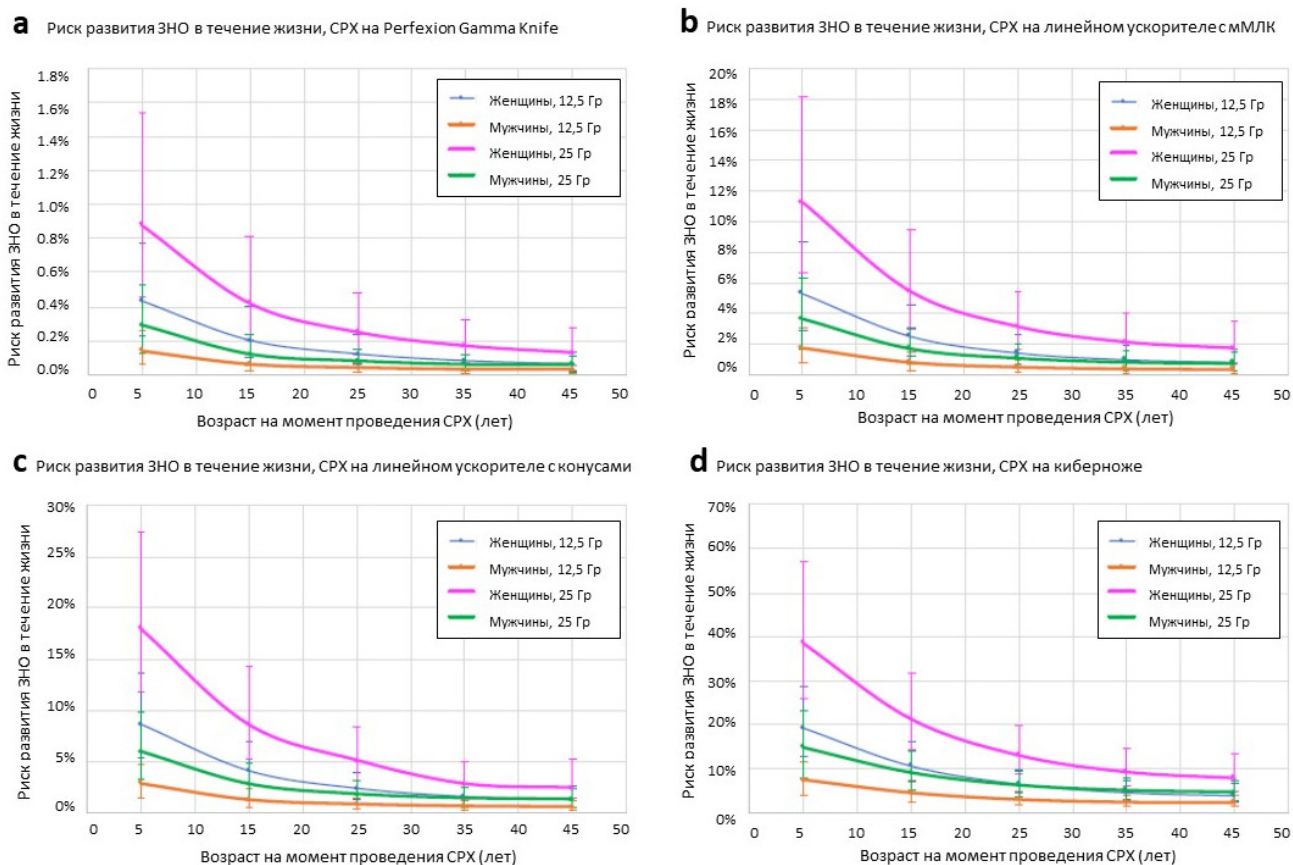 a Риск развития ЗНО в течение жизни, СРХ на Perfexion Gamma Knife
Риск развития ЗНО в течение жизни
1.8%
1.6%
1.4%
1.2%
1.0%
0.8%
0.6%
0.4%
0.2%
0.0%
Женщины, 12,5 Гр
Мужчины, 12,5 Гр
Женщины, 25 Гр
Мужчины, 25 Гр
0 5 10 15 20 25 30 35 40 45 50
Возраст на момент проведения СРХ (лет)
b Риск развития ЗНО в течение жизни, СРХ на линейном ускорителе с мМЛК
Риск развития ЗНО в течение жизни
20%
18%
16%
14%
12%
10%
8%
6%
4%
2%
0%
Женщины, 12,5 Гр
Мужчины, 12,5 Гр
Женщины, 25 Гр
Мужчины, 25 Гр
0 5 10 15 20 25 30 35 40 45 50
Возраст на момент проведения СРХ (лет)
c Риск развития ЗНО в течение жизни, СРХ на линейном ускорителе с конусами
Риск развития ЗНО в течение жизни
30%
25%
20%
15%
10%
5%
0%
Женщины, 12,5 Гр
Мужчины, 12,5 Гр
Женщины, 25 Гр
Мужчины, 25 Гр
0 5 10 15 20 25 30 35 40 45 50
Возраст на момент проведения СРХ (лет)
d Риск развития ЗНО в течение жизни, СРХ на киберноже
Риск развития ЗНО в течение жизни
70%
60%
50%
40%
30%
20%
10%
0%
Женщины, 12,5 Гр
Мужчины, 12,5 Гр
Женщины, 25 Гр
Мужчины, 25 Гр
0 5 10 15 20 25 30 35 40 45 50
Возраст на момент проведения СРХ (лет)